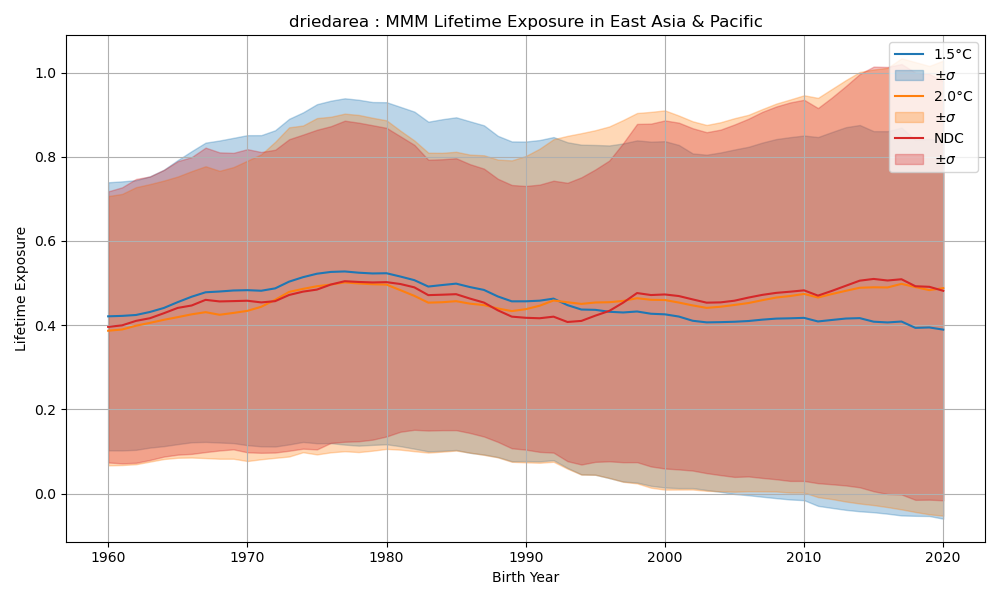 driedarea : MMM Lifetime Exposure in East Asia & Pacific
1.0
0.8
0.6
0.4
0.2
0.0
Lifetime Exposure
1960 1970 1980 1990 2000 2010 2020
Birth Year
1.5°C
±σ
2.0°C
±σ
NDC
±σ